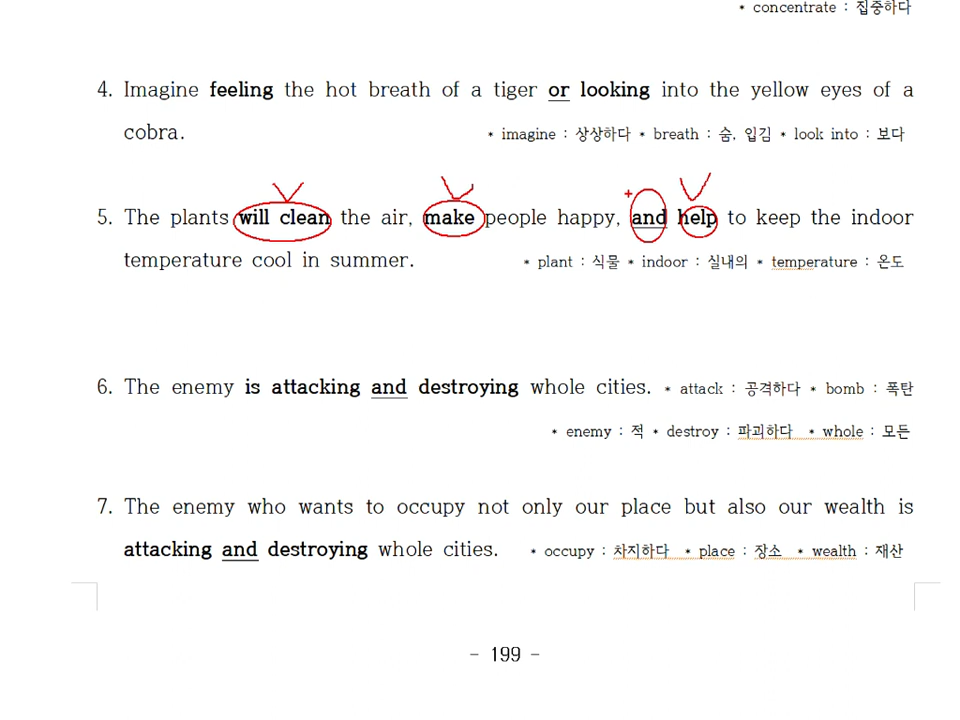 * concentrate : 집중하다
4. Imagine feeling the hot breath of a tiger or looking into the yellow eyes of a
cobra. * imagine : 상상하다 * breath : 숨, 입김 * look into : 보다
5. The plants will clean the air, make people happy, and help to keep the indoor
temperature cool in summer. * plant : 식물 * indoor : 실내의 * temperature : 온도
6. The enemy is attacking and destroying whole cities. * attack : 공격하다 * bomb : 폭탄
* enemy : 적 * destroy : 파괴하다 * whole : 모든
7. The enemy who wants to occupy not only our place but also our wealth is
attacking and destroying whole cities. * occupy : 차지하다 * place : 장소 * wealth : 재산
- 199 -